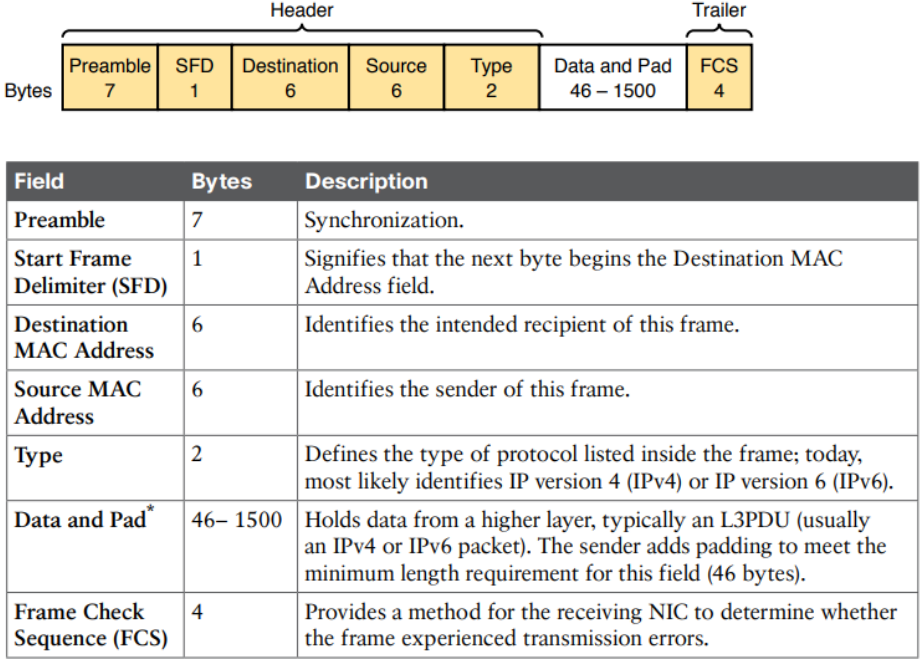 Header Trailer
Preamble SFD Destination Source Type Data and Pad FCS
Bytes 7 1 6 6 2 46 – 1500 4
Field Bytes Description
Preamble 7 Synchronization.
Start Frame 1 Signifies that the next byte begins the Destination MAC
Delimiter (SFD) Address field.
Destination 6 Identifies the intended recipient of this frame.
MAC Address
Source MAC 6 Identifies the sender of this frame.
Address
Type 2 Defines the type of protocol listed inside the frame; today,
most likely identifies IP version 4 (IPv4) or IP version 6 (IPv6).
Data and Pad* 46– 1500 Holds data from a higher layer, typically an L3PDU (usually
an IPv4 or IPv6 packet). The sender adds padding to meet the
minimum length requirement for this field (46 bytes).
Frame Check 4 Provides a method for the receiving NIC to determine whether
Sequence (FCS) the frame experienced transmission errors.